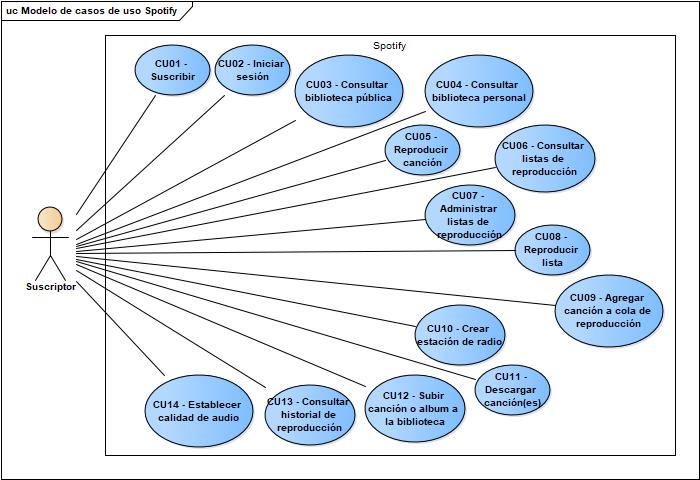 uc Modelo de casos de uso Spotify
Spotify
CU01 -
Suscribir
CU02 - Iniciar
sesión
CU03 - Consultar
biblioteca pública
CU04 - Consultar
biblioteca personal
CU05 -
Reproducir
canción
CU06 - Consultar
listas de
reproducción
CU07 -
Administrar
listas de
reproducción
CU08 -
Reproducir
lista
Suscriptor
CU09 - Agregar
canción a cola de
reproducción
CU10 - Crear
estación de radio
CU11 -
Descargar
canción(es)
CU12 - Subir
canción o album a
la biblioteca
CU13 - Consultar
historial de
reproducción
CU14 - Establecer
calidad de audio